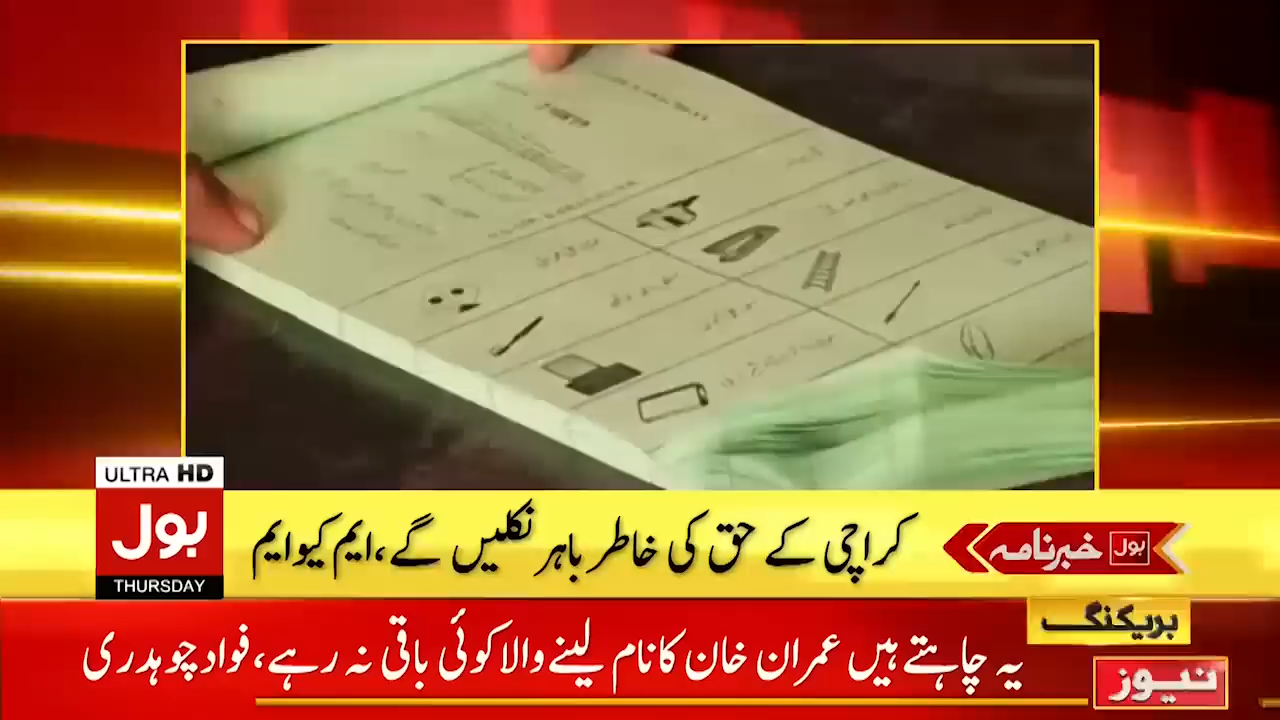 ULTRA HD
بول
THURSDAY
بول خبرنامہ
کراچی کے حق کی خاطر باہر نکلیں گے، ایم کیو ایم
بریکنگ
نیوز
یہ چاہتے ہیں عمران خان کا نام لینے والا کوئی باقی نہ رہے، فواد چوہدری